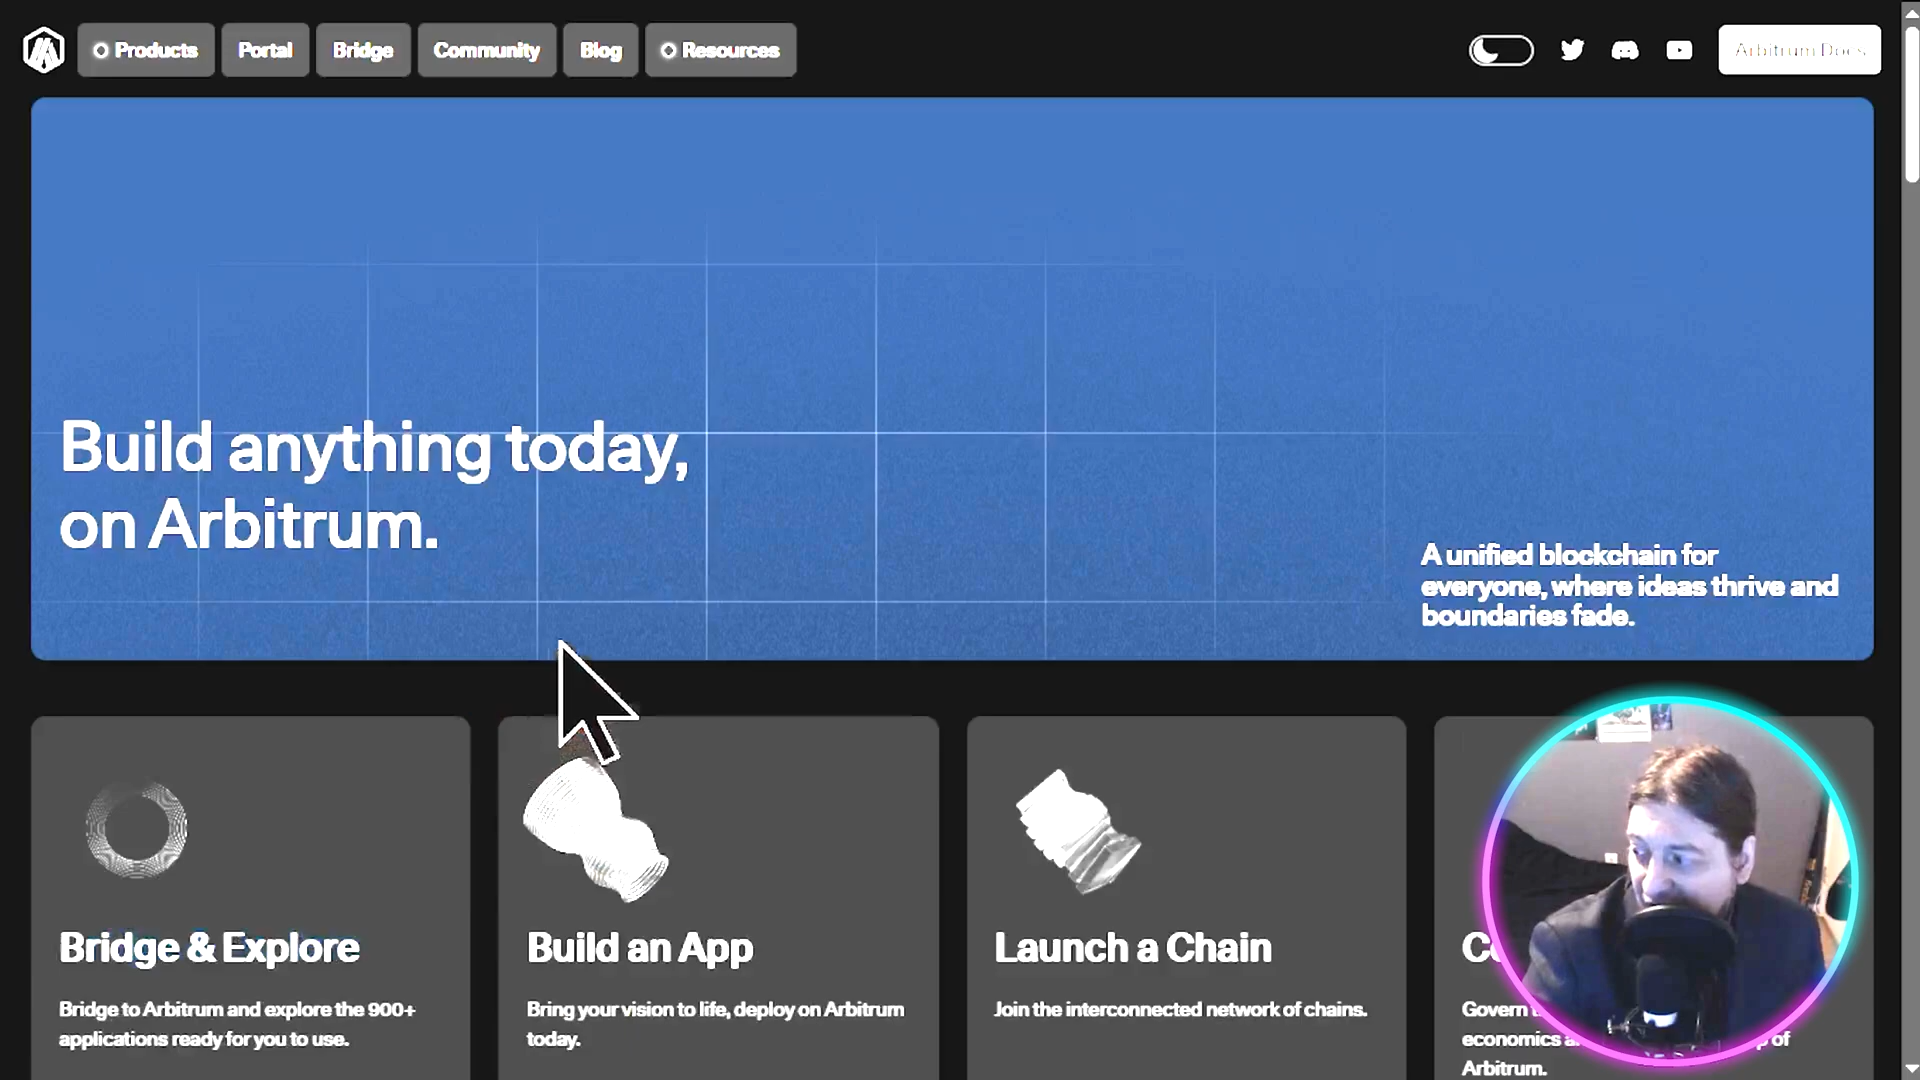 Products
Portal
Bridge
Community
Blog
Resources
Arbitrum Docs
Build anything today,
on Arbitrum.
A unified blockchain for
everyone, where ideas thrive and
boundaries fade.
Bridge & Explore
Bridge to Arbitrum and explore the 900+
applications ready for you to use.
Build an App
Bring your vision to life, deploy on Arbitrum
today.
Launch a Chain
Join the interconnected network of chains.
Govern
economics
of
Arbitrum.